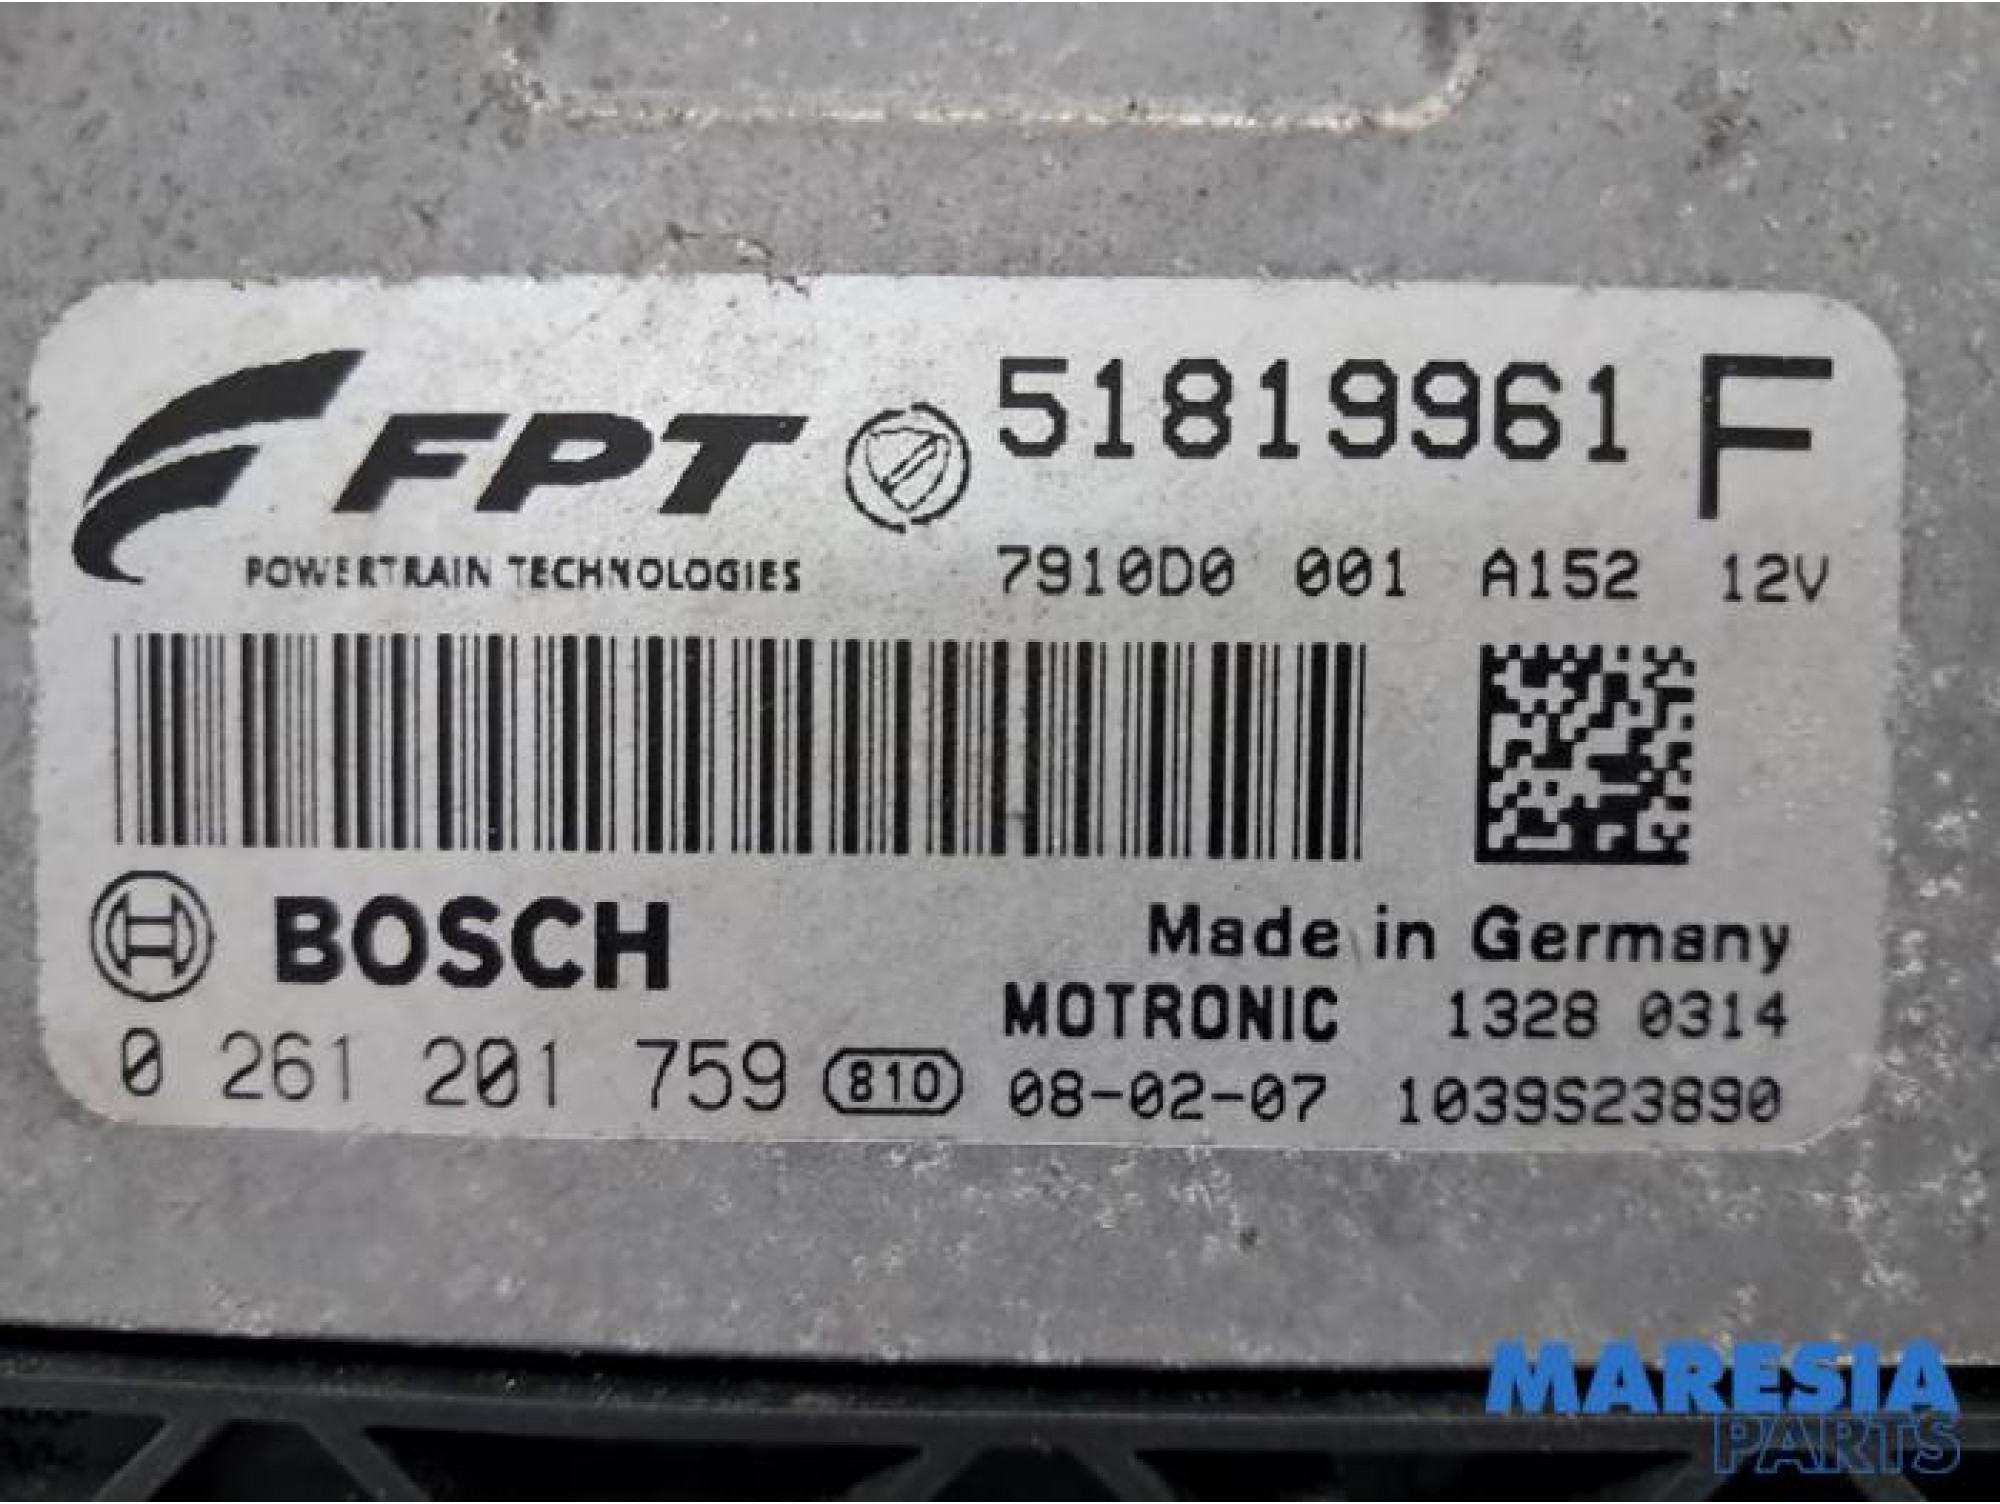 FPT 51819961 F
POWERTRAIN TECHNOLOGIES 7910D0 001 A152 12V
BOSCH Made in Germany
MOTRONIC 1328 0314
0 261 201 759 810 08-02-07 1039S23890
MARESIA
PARTS